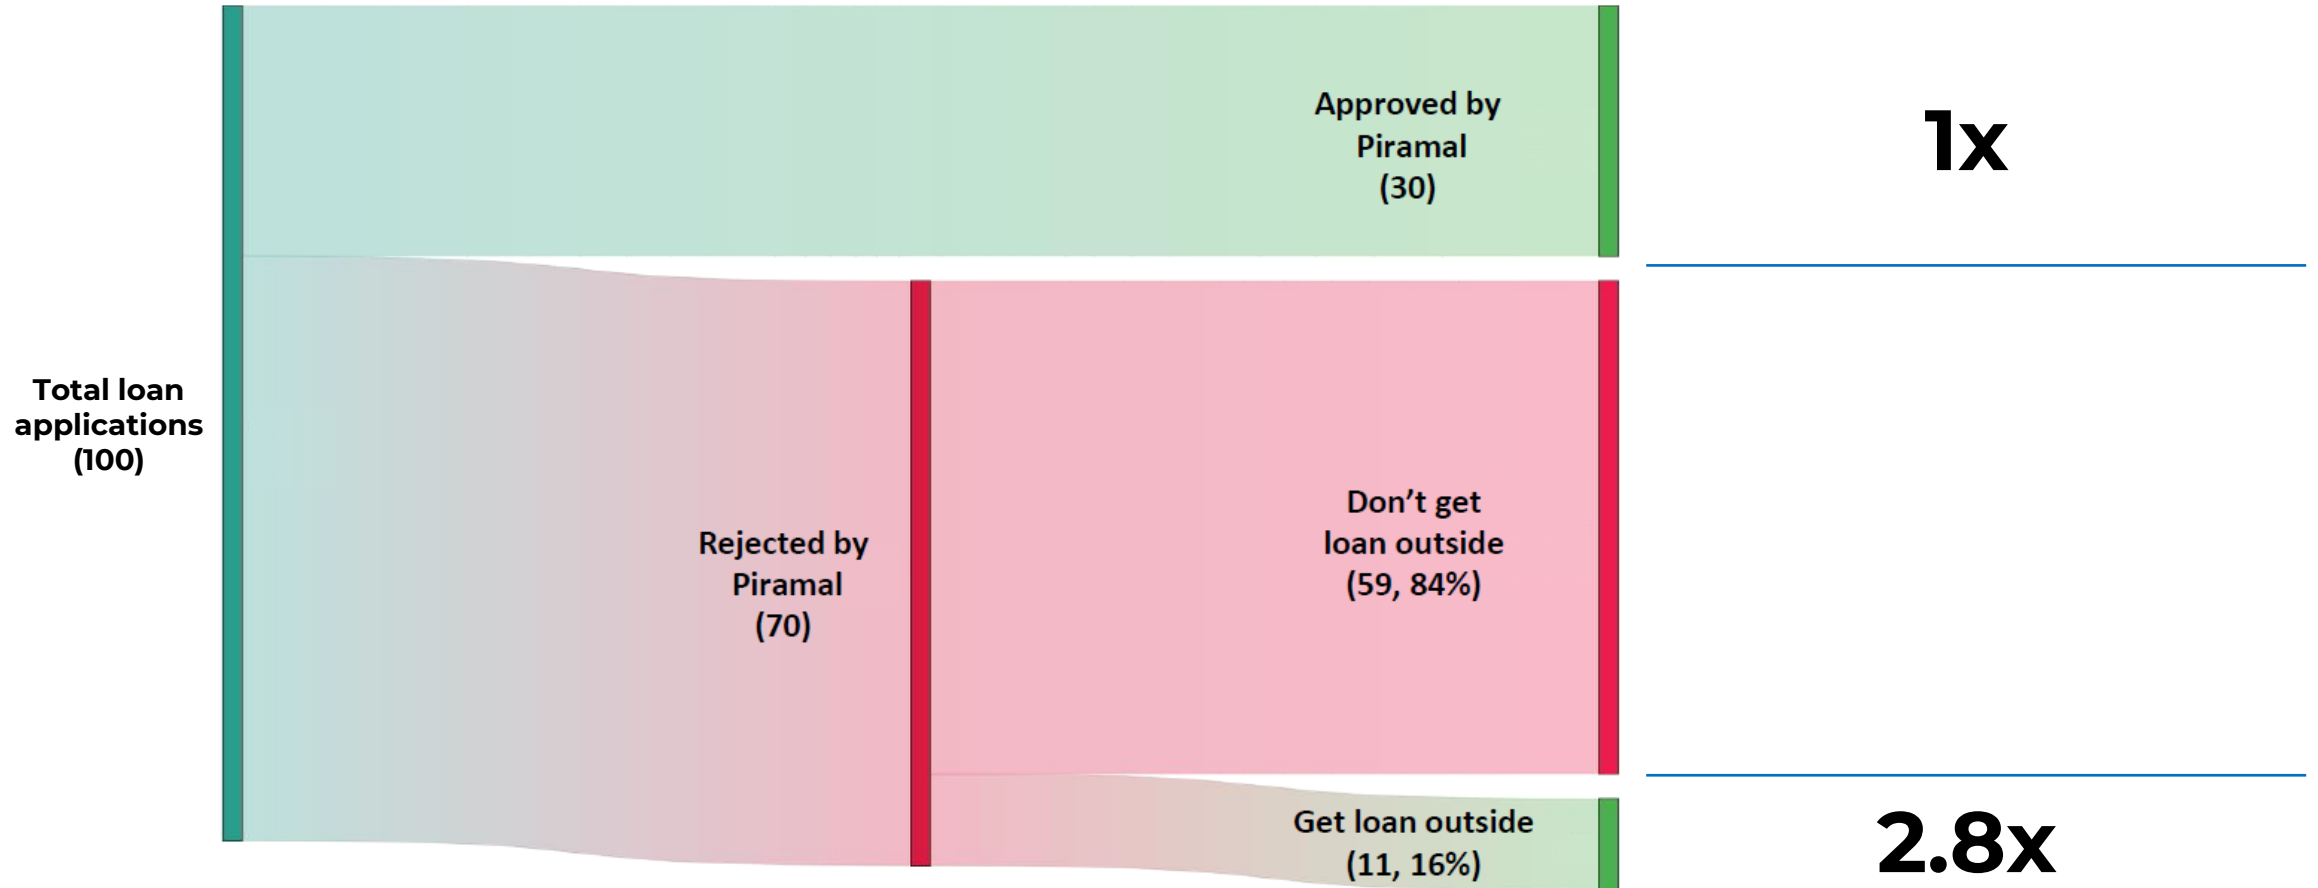 Total loan
applications
(100)
Approved by
Piramal
(30)
1x
Rejected by
Piramal
(70)
Don't get
loan outside
(59, 84%)
Get loan outside
(11, 16%)
2.8x